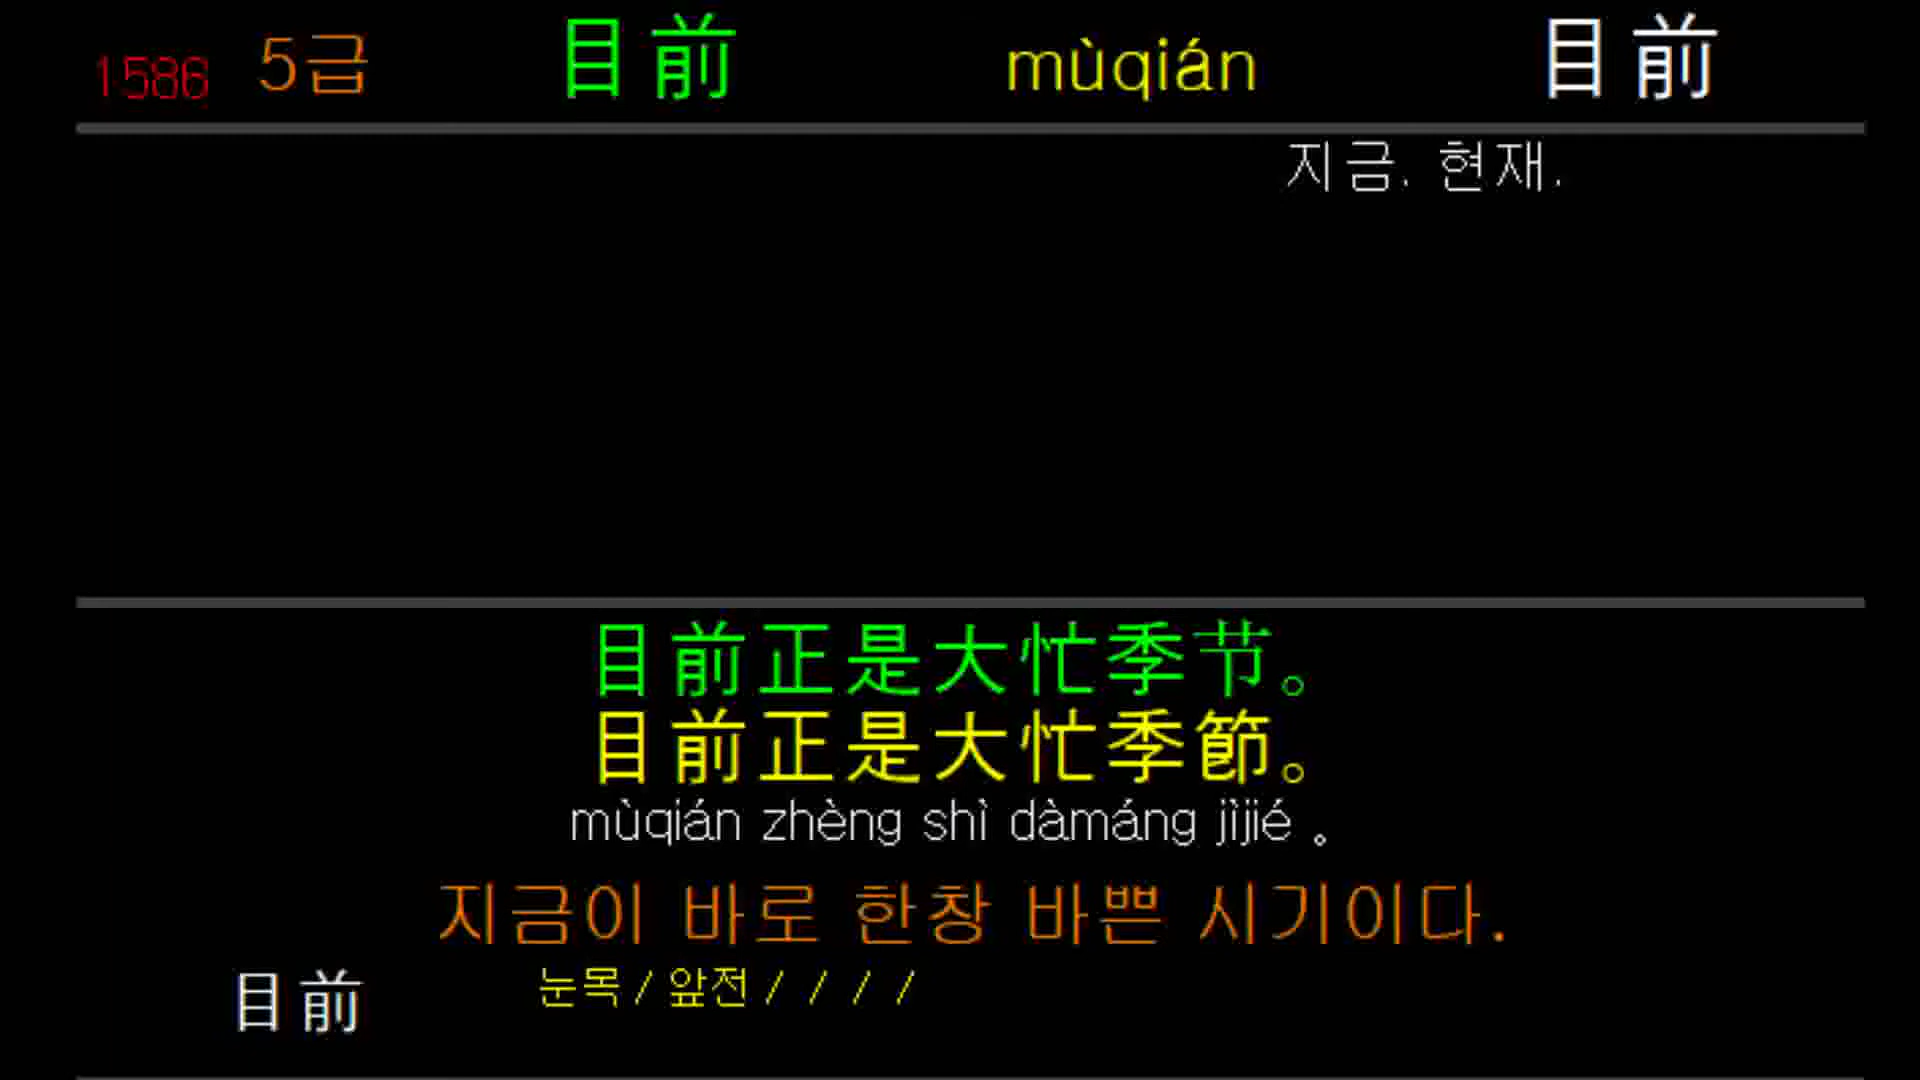 1586 5급 目前 mùqián 目前
지금. 현재.
目前正是大忙季节。
目前正是大忙季節。
mùqián zhèng shì dàmáng jìjié 。
지금이 바로 한창 바쁜 시기이다.
目前 눈목 / 앞전 / / / /